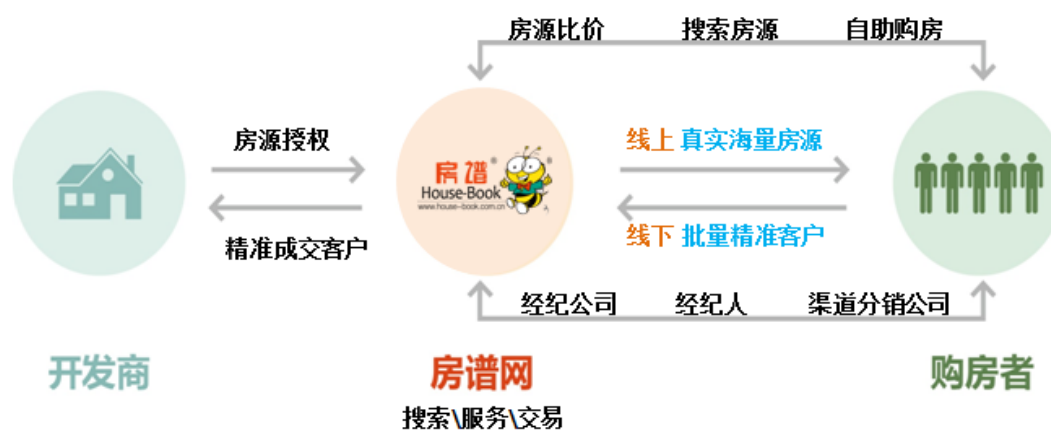 房源比价 搜索房源 自助购房
房源授权
线上 真实海量房源
房谱®
House-Book
www.house-book.com.cn
精准成交客户
线下 批量精准客户
经纪公司 经纪人 渠道分销公司
开发商
房谱网
购房者
搜索\服务\交易